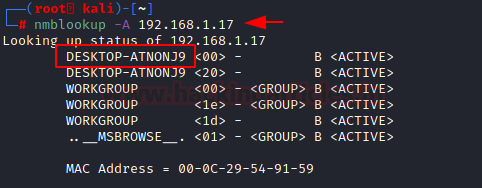 (root kali)-[~]
# nmblookup -A 192.168.1.17
Looking up status of 192.168.1.17
DESKTOP-ATNONJ9 <00> - B <ACTIVE>
DESKTOP-ATNONJ9 <20> - B <ACTIVE>
WORKGROUP <00> - <GROUP> B <ACTIVE>
WORKGROUP <1e> - <GROUP> B <ACTIVE>
WORKGROUP <1d> - B <ACTIVE>
..__MSBROWSE__. <01> - <GROUP> B <ACTIVE>
MAC Address = 00-0C-29-54-91-59